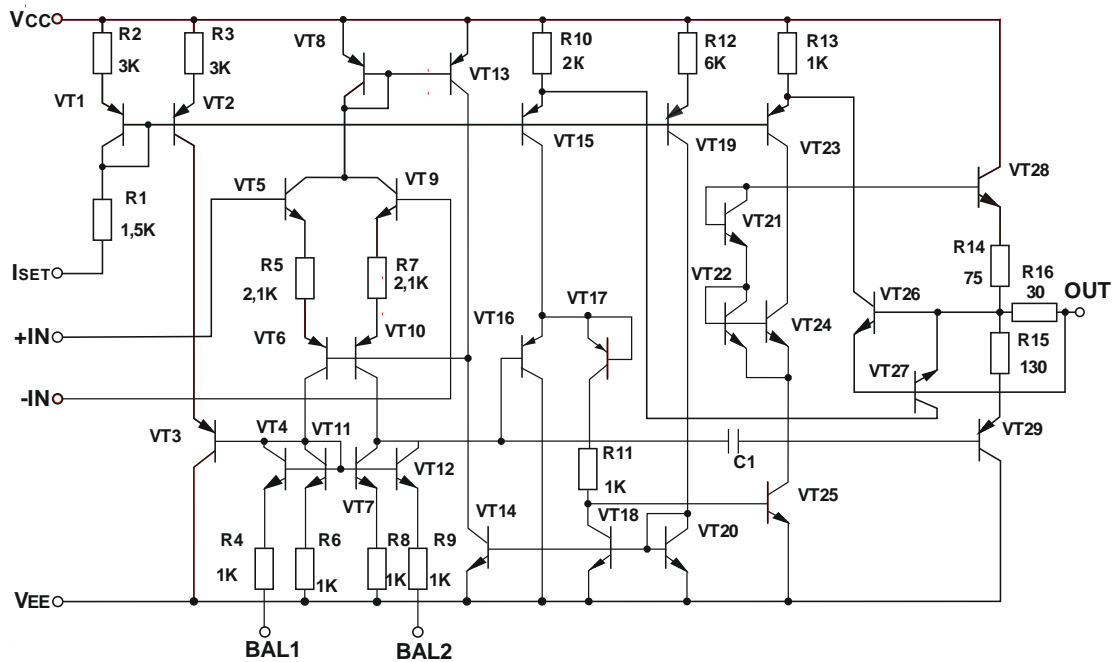 VCC
R2
3K
R3
3K
VT8
VT13
R10
2K
R12
6K
R13
1K
VT1
VT2
VT15
VT19
VT23
VT28
VT5
VT9
R1
1,5K
VT21
ISET
R5
2,1K
R7
2,1K
VT22
R14
75
R16
30
OUT
VT26
+IN
VT6
VT10
VT16
VT17
VT24
R15
130
VT27
-IN
VT3
VT4
VT11
VT12
VT7
R11
1K
C1
VT29
VT25
VT14
VT18
VT20
R4
1K
R6
1K
R8
1K
R9
1K
VEE
BAL1
BAL2